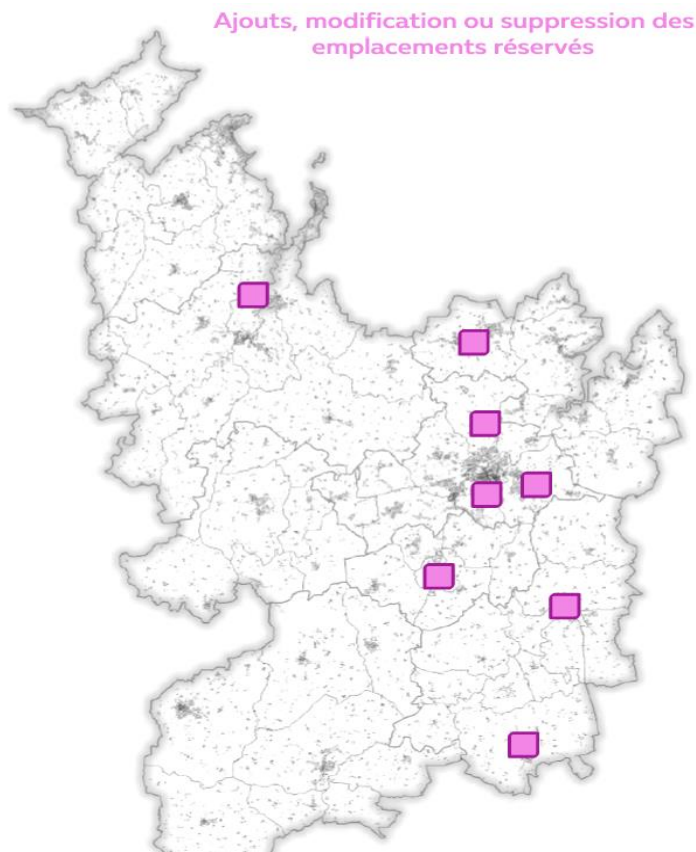 Ajouts, modification ou suppression des
emplacements réservés